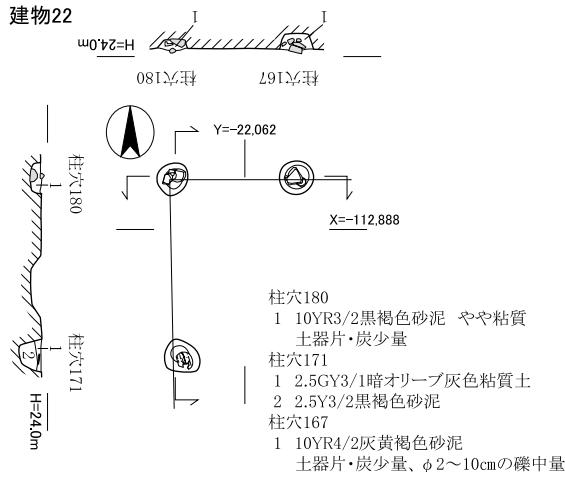 建物22
1
1
H=24.0m
柱穴180
柱穴167
Y=-22,062
柱穴180
1
X=-112,888
柱穴171
1
2
H=24.0m
柱穴180
1 10YR3/2黒褐色砂泥 やや粘質
土器片・炭少量
柱穴171
1 2.5GY3/1暗オリーブ灰色粘質土
2 2.5Y3/2黒褐色砂泥
柱穴167
1 10YR4/2灰黄褐色砂泥
土器片・炭少量、φ2～10㎝の礫中量